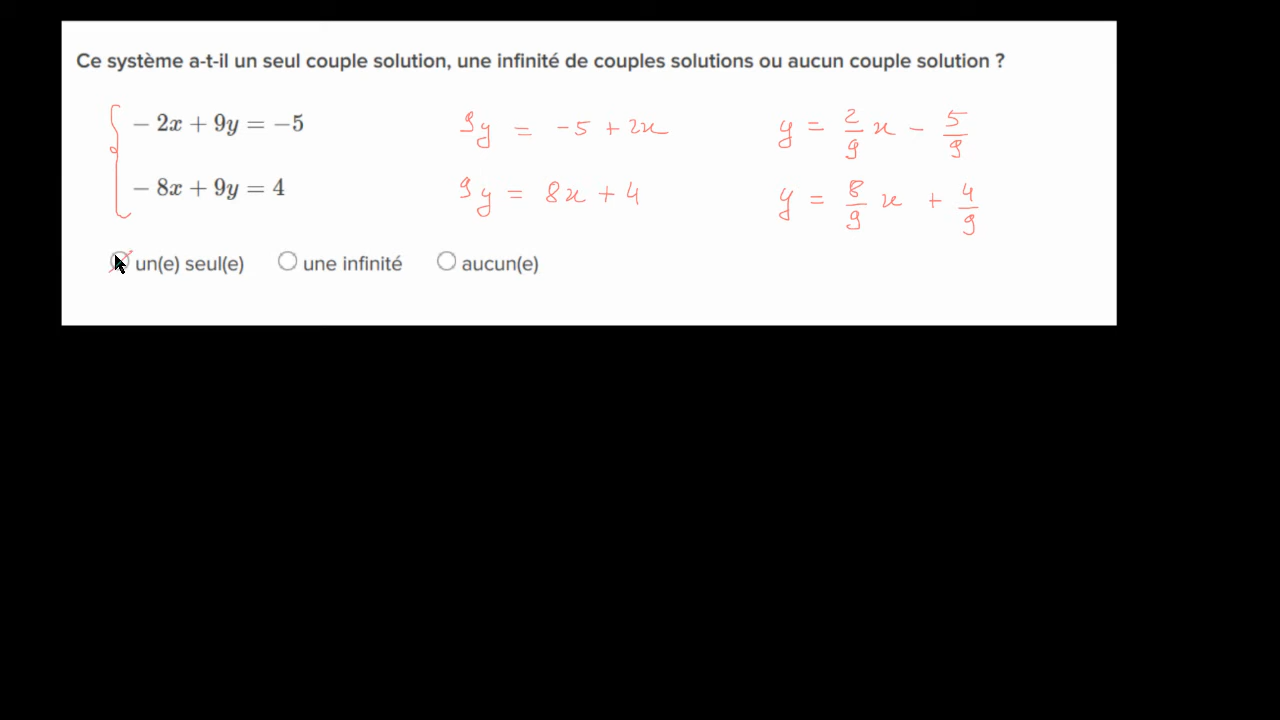 Ce système a-t-il un seul couple solution, une infinité de couples solutions ou aucun couple solution ?
− 2x + 9y = −5 9y = -5 + 2x y = 2/9 x - 5/9
− 8x + 9y = 4 9y = 8x + 4 y = 8/9 x + 4/9
un(e) seul(e) une infinité aucun(e)